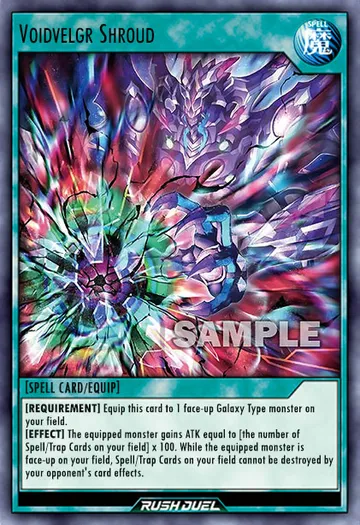 Voidvelgr Shroud
SPELL
魔
SAMPLE
[SPELL CARD/EQUIP]
[REQUIREMENT] Equip this card to 1 face-up Galaxy Type monster on
your field.
[EFFECT] The equipped monster gains ATK equal to [the number of
Spell/Trap Cards on your field] x 100. While the equipped monster is
face-up on your field, Spell/Trap Cards on your field cannot be destroyed by
your opponent's card effects.
RUSH DUEL